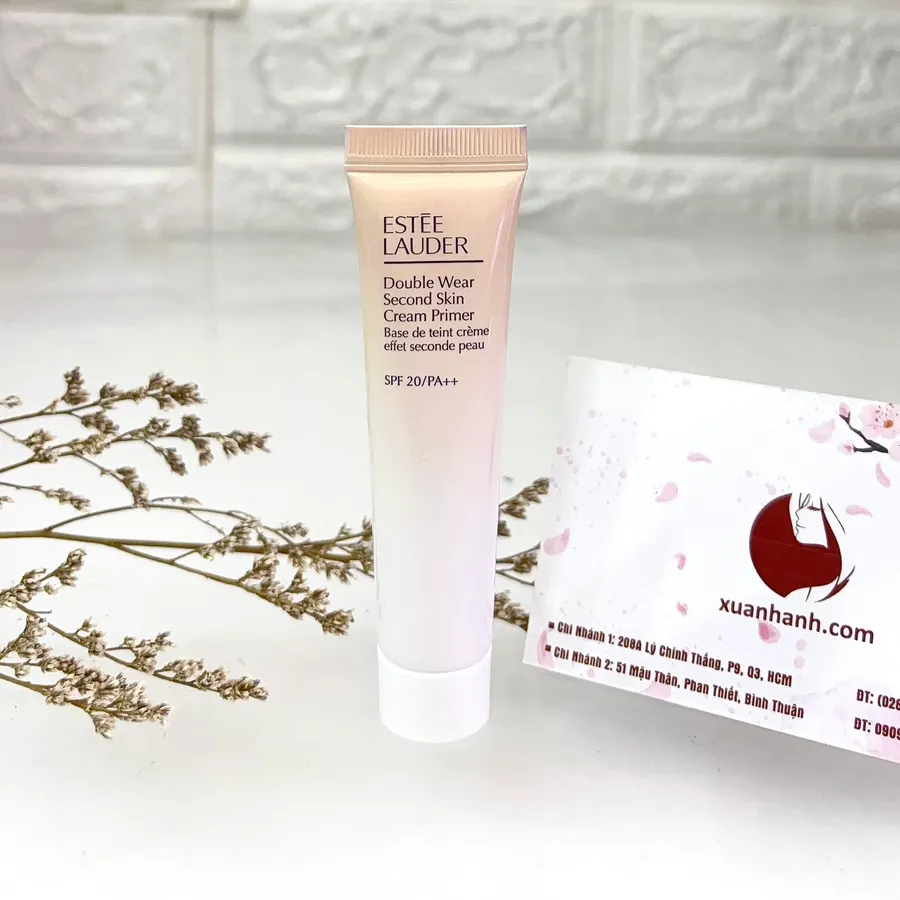 ESTĒE
LAUDER
Double Wear
Second Skin
Cream Primer
Base de teint crème
effet seconde peau
SPF 20/PA++
xuanhanh.com
▪ Chi Nhánh 1: 208A Lý Chính Thắng, P9, Q3, HCM
▪ Chi Nhánh 2: 51 Mậu Thân, Phan Thiết, Bình Thuận
ĐT: (028
ĐT: 0909